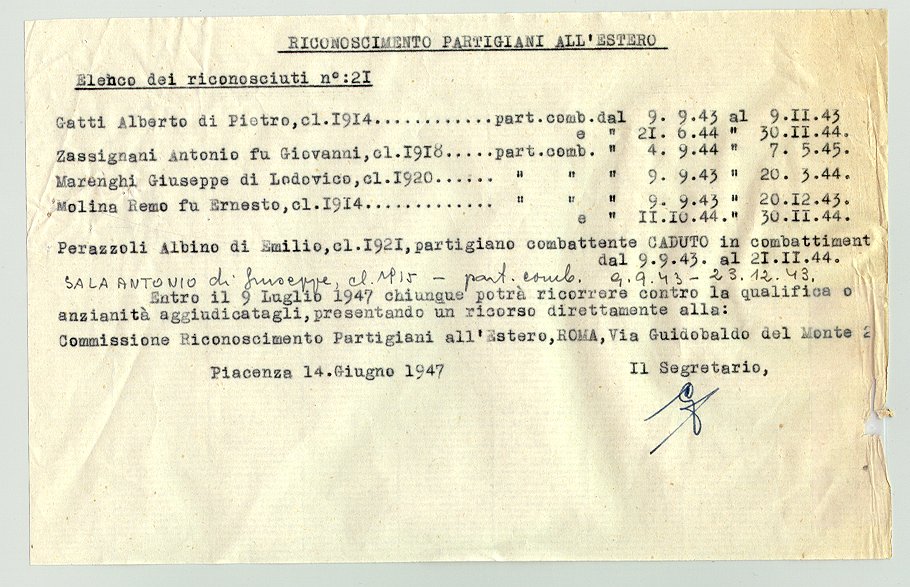 RICONOSCIMENTO PARTIGIANI ALL'ESTERO
Elenco dei riconosciuti n°:2I
Gatti Alberto di Pietro,cl.I9I4............part.comb.dal 9. 9.43 al 9.II.43
e " 2I. 6.44 " 30.II.44.
Zassignani Antonio fu Giovanni,cl.I9I8.....part.comb. " 4. 9.44 " 7. 5.45.
Marenghi Giuseppe di Lodovico,cl.I920...... " " " 9. 9.43 " 20. 3.44.
Molina Remo fu Ernesto,cl.I9I4............. " " " 9. 9.43 " 20.I2.43.
e " II.I0.44." 30.II.44.
Perazzoli Albino di Emilio,cl.I92I,partigiano combattente CADUTO in combattiment
dal 9.9.43. al 2I.II.44.
SALA ANTONIO di Giuseppe, cl. 1915 — part. comb. 9.9.43 - 23.12.43.
Entro il 9 Luglio I947 chiunque potrà ricorrere contro la qualifica o
anzianità aggiudicatagli,presentando un ricorso direttamente alla:
Commissione Riconoscimento Partigiani all'Estero,ROMA,Via Guidobaldo del Monte 2
Piacenza I4.Giugno I947 Il Segretario,